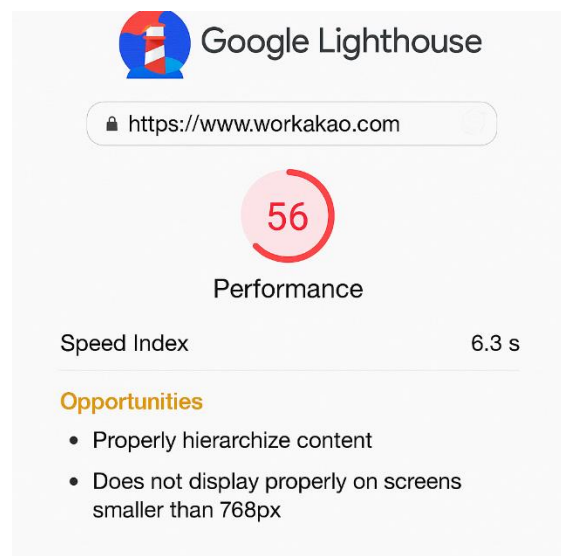 Google Lighthouse
https://www.workakao.com
56
Performance
Speed Index 6.3 s
Opportunities
• Properly hierarchize content
• Does not display properly on screens
smaller than 768px